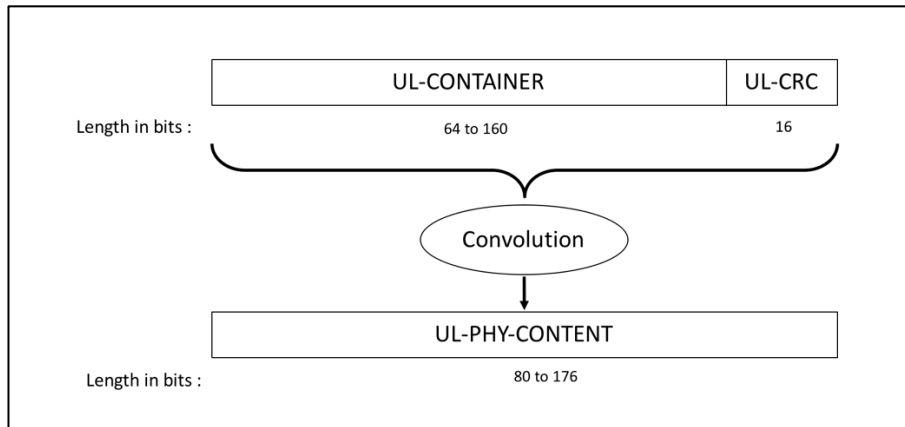 UL-CONTAINER UL-CRC
Length in bits : 64 to 160 16
Convolution
UL-PHY-CONTENT
Length in bits : 80 to 176